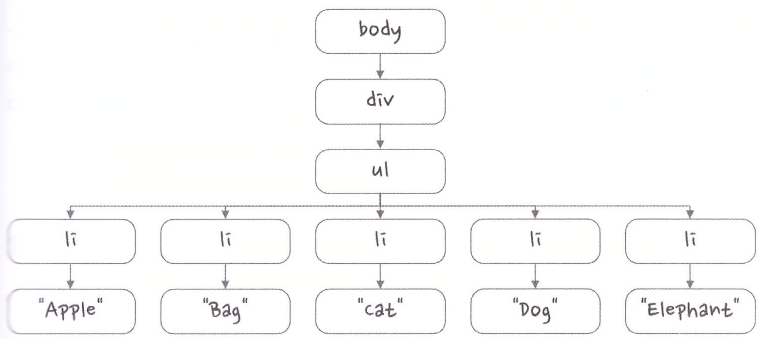 body
div
ul
li li li li li
"Apple" "Bag" "cat" "Dog" "Elephant"